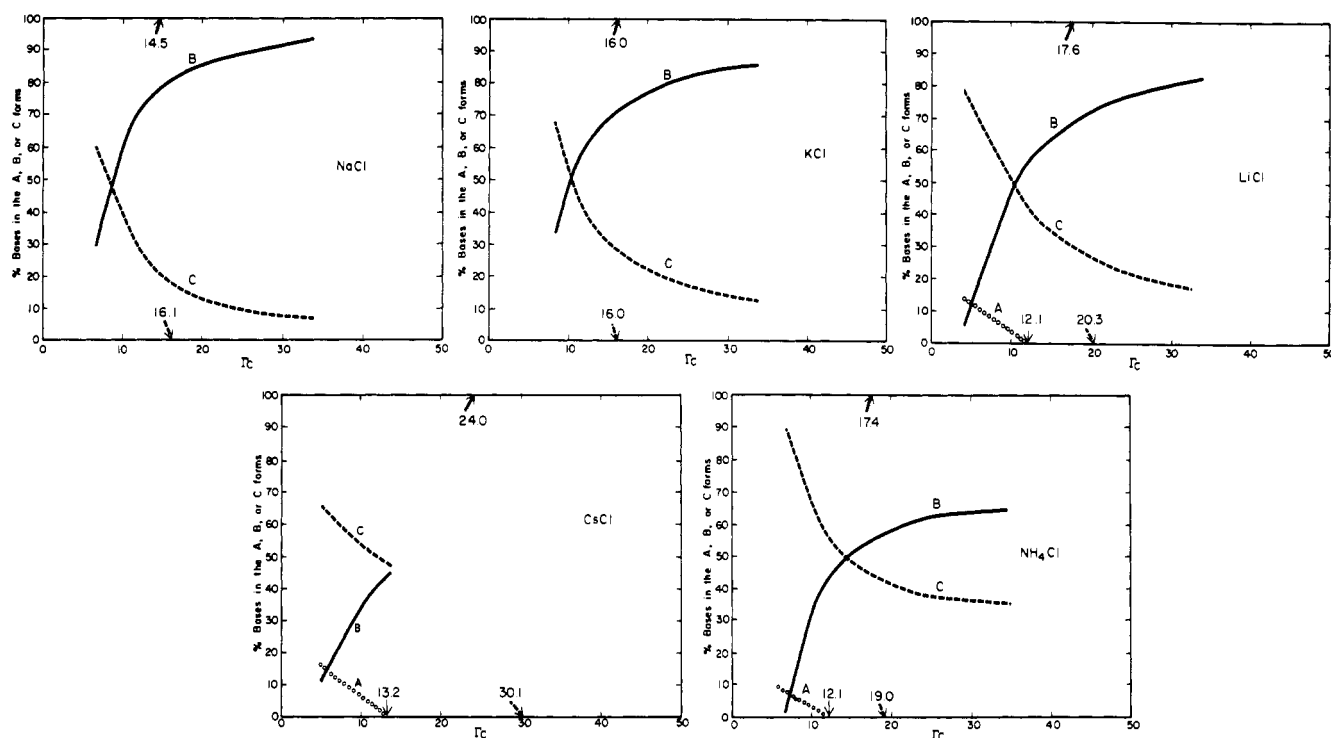 % Bases in the A, B, or C forms
100
90
80
70
60
50
40
30
20
10
0
14.5
B
NaCl
C
16.1
0 10 20 30 40 50
Γc
% Bases in the A, B, or C forms
100
90
80
70
60
50
40
30
20
10
0
16.0
B
KCl
C
16.0
0 10 20 30 40 50
Γc
% Bases in the A, B, or C forms
100
90
80
70
60
50
40
30
20
10
0
17.6
B
LiCl
C
A
12.1
20.3
0 10 20 30 40 50
Γc
% Bases in the A, B, or C forms
100
90
80
70
60
50
40
30
20
10
0
24.0
CsCl
C
B
A
13.2
30.1
0 10 20 30 40 50
Γc
% Bases in the A, B, or C forms
100
90
80
70
60
50
40
30
20
10
0
17.4
B
NH₄Cl
C
A
12.1
19.0
0 10 20 30 40 50
Γc